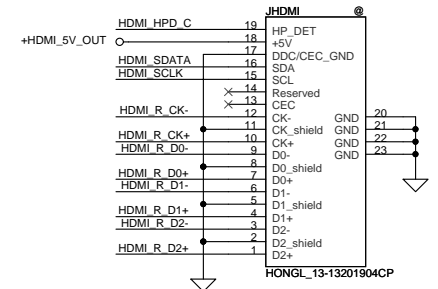 JHDMI @
HDMI_HPD_C 19 HP_DET
+HDMI_5V_OUT 18 +5V
17 DDC/CEC_GND
HDMI_SDATA 16 SDA
HDMI_SCLK 15 SCL
14 Reserved
13 CEC
HDMI_R_CK- 12 CK- GND 20
11 CK_shield GND 21
HDMI_R_CK+ 10 CK+ GND 22
HDMI_R_D0- 9 D0- GND 23
8 D0_shield
HDMI_R_D0+ 7 D0+
HDMI_R_D1- 6 D1-
5 D1_shield
HDMI_R_D1+ 4 D1+
HDMI_R_D2- 3 D2-
2 D2_shield
HDMI_R_D2+ 1 D2+
HONGL_13-13201904CP